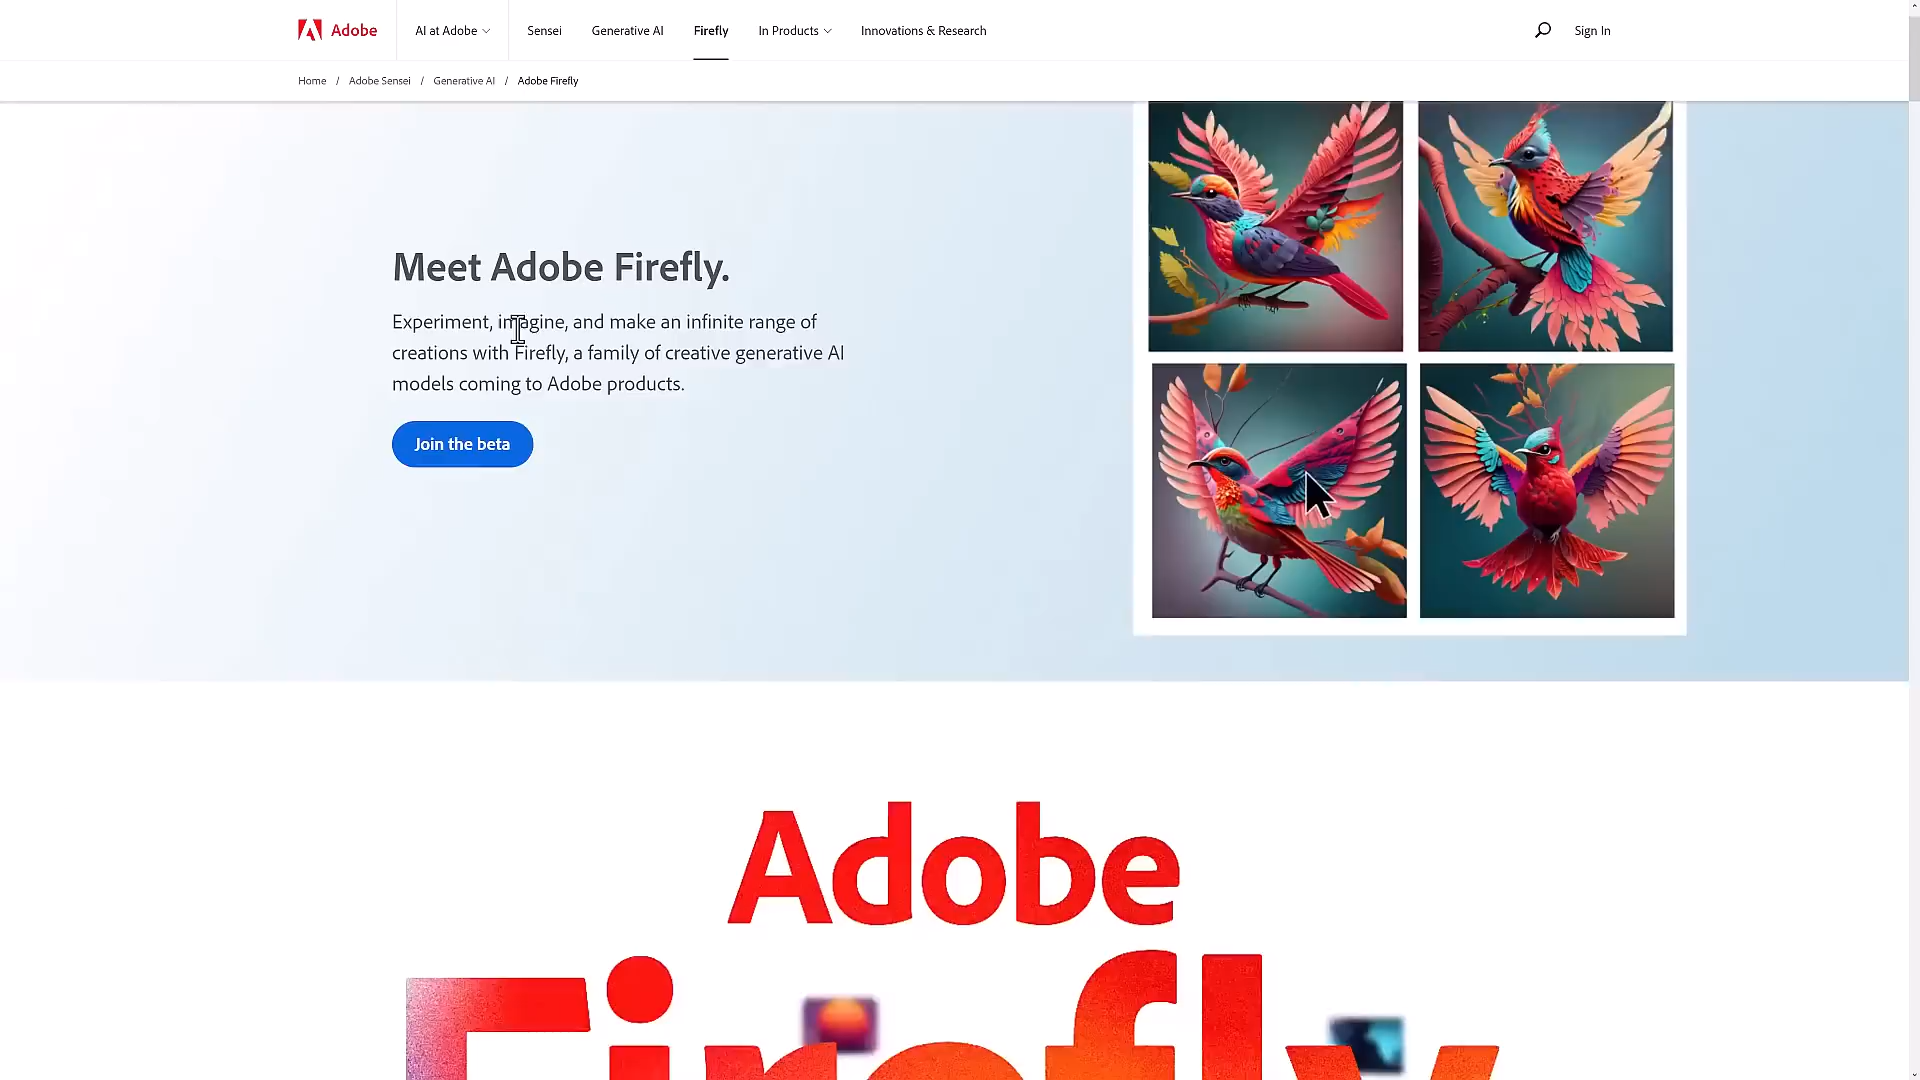 Adobe
AI at Adobe
Sensei
Generative AI
Firefly
In Products
Innovations & Research
Sign In
Home / Adobe Sensei / Generative AI / Adobe Firefly
Meet Adobe Firefly.
Experiment, imagine, and make an infinite range of
creations with Firefly, a family of creative generative AI
models coming to Adobe products.
Join the beta
Adobe
Firefly